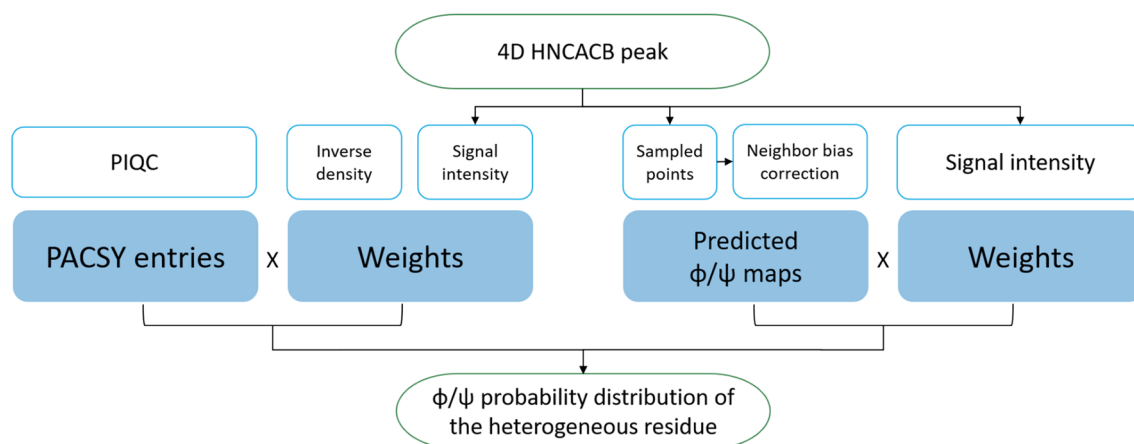 4D HNCACB peak
PIQC
Inverse
density
Signal
intensity
Sampled
points
Neighbor bias
correction
Signal intensity
PACSY entries
X
Weights
Predicted
ϕ/ψ maps
X
Weights
ϕ/ψ probability distribution of
the heterogeneous residue